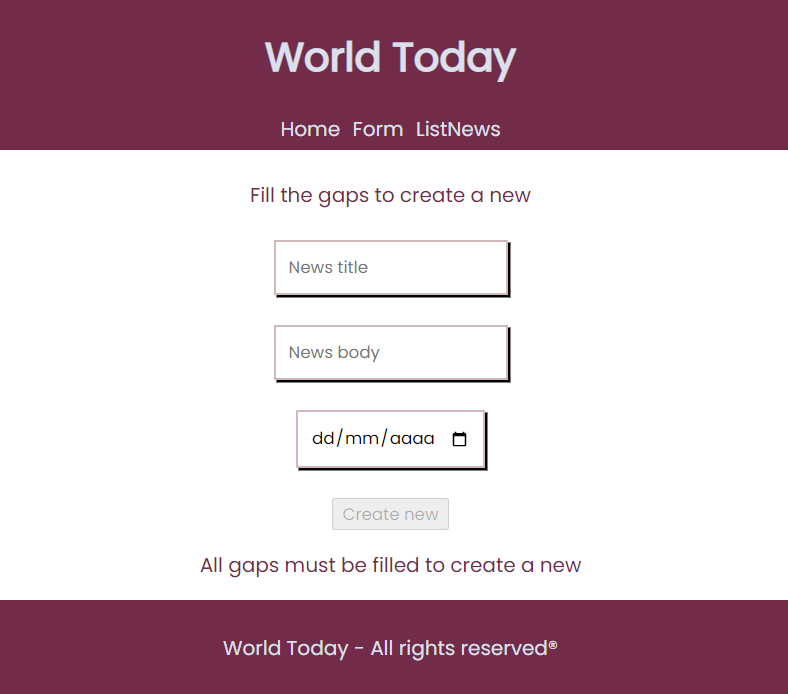 World Today
Home Form ListNews
Fill the gaps to create a new
News title
News body
dd/mm/aaaa
Create new
All gaps must be filled to create a new
World Today - All rights reserved®